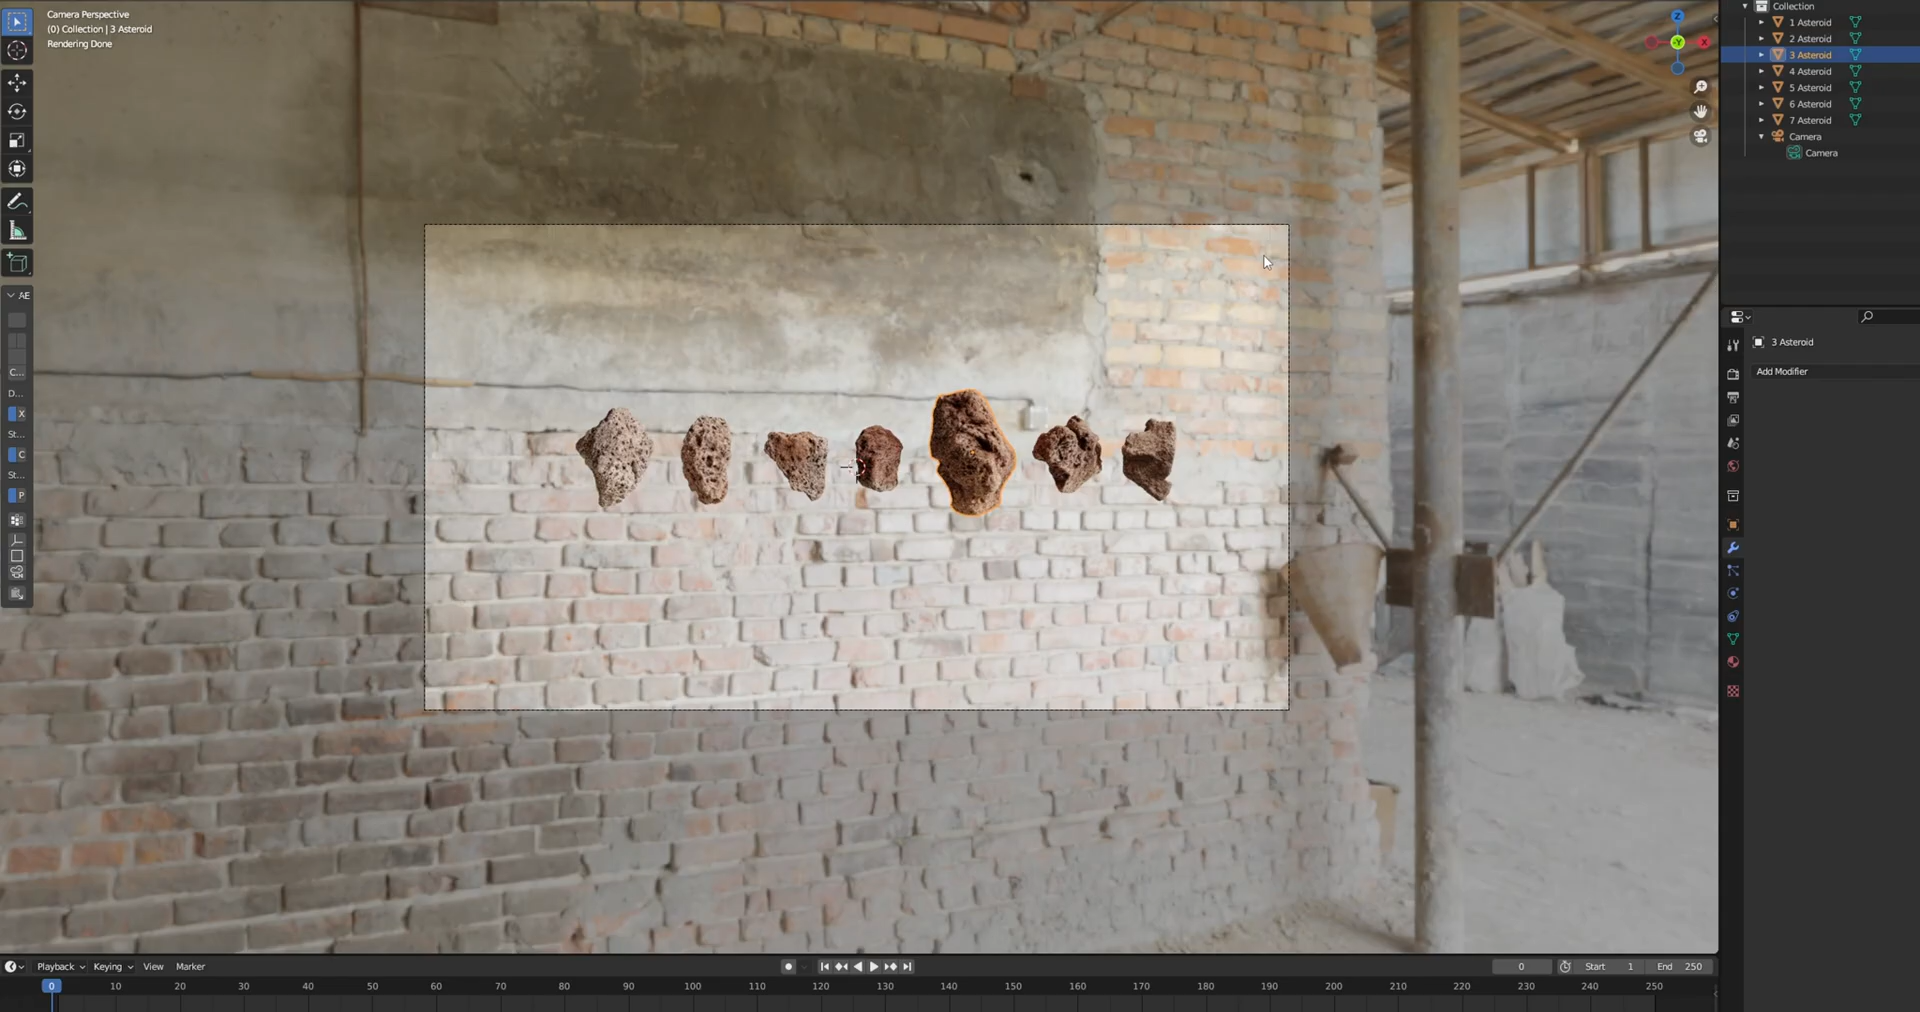 Camera Perspective
(0) Collection | 3 Asteroid
Rendering Done
Z
Y
X
AE
C...
D...
X
St...
C
St...
P
Collection
1 Asteroid
2 Asteroid
3 Asteroid
4 Asteroid
5 Asteroid
6 Asteroid
7 Asteroid
Camera
Camera
3 Asteroid
Add Modifier
Playback Keying View Marker
0 Start 1 End 250
0 10 20 30 40 50 60 70 80 90 100 110 120 130 140 150 160 170 180 190 200 210 220 230 240 250